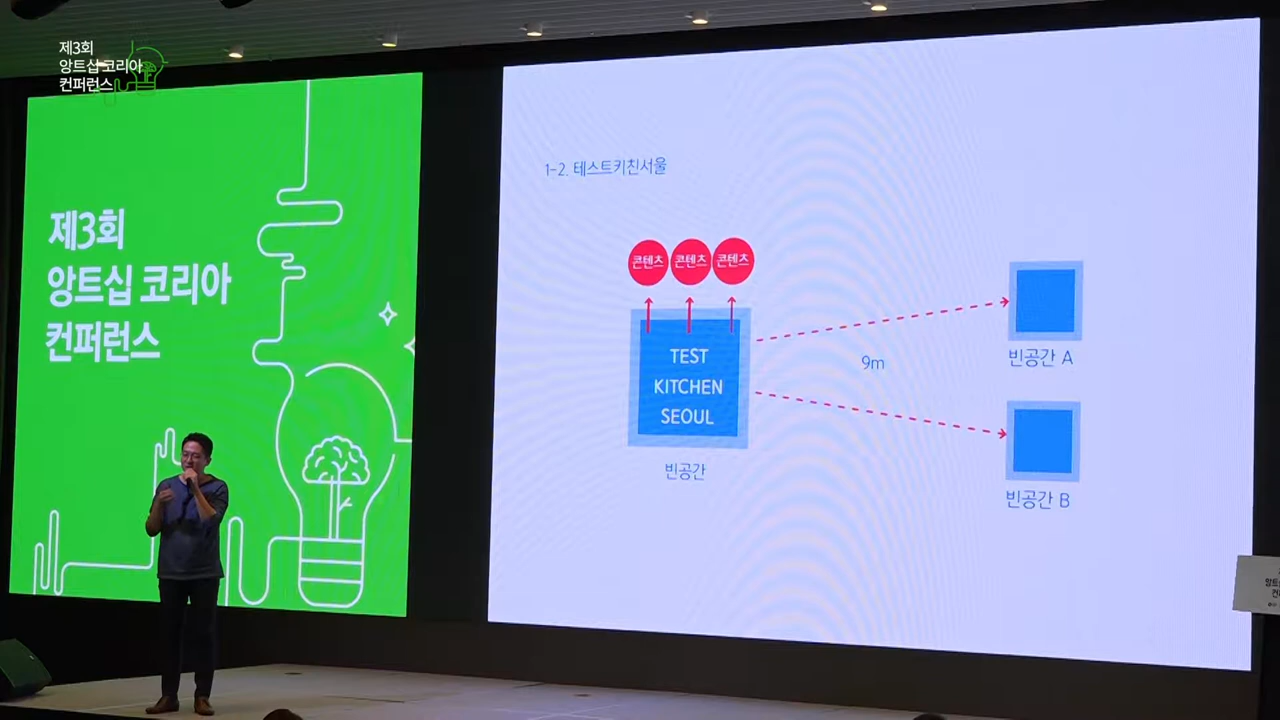 제3회
앙트십 코리아
컨퍼런스
제3회
앙트십 코리아
컨퍼런스
1-2. 테스트키친서울
콘텐츠 콘텐츠 콘텐츠
TEST
KITCHEN
SEOUL
빈공간
9m
빈공간 A
빈공간 B